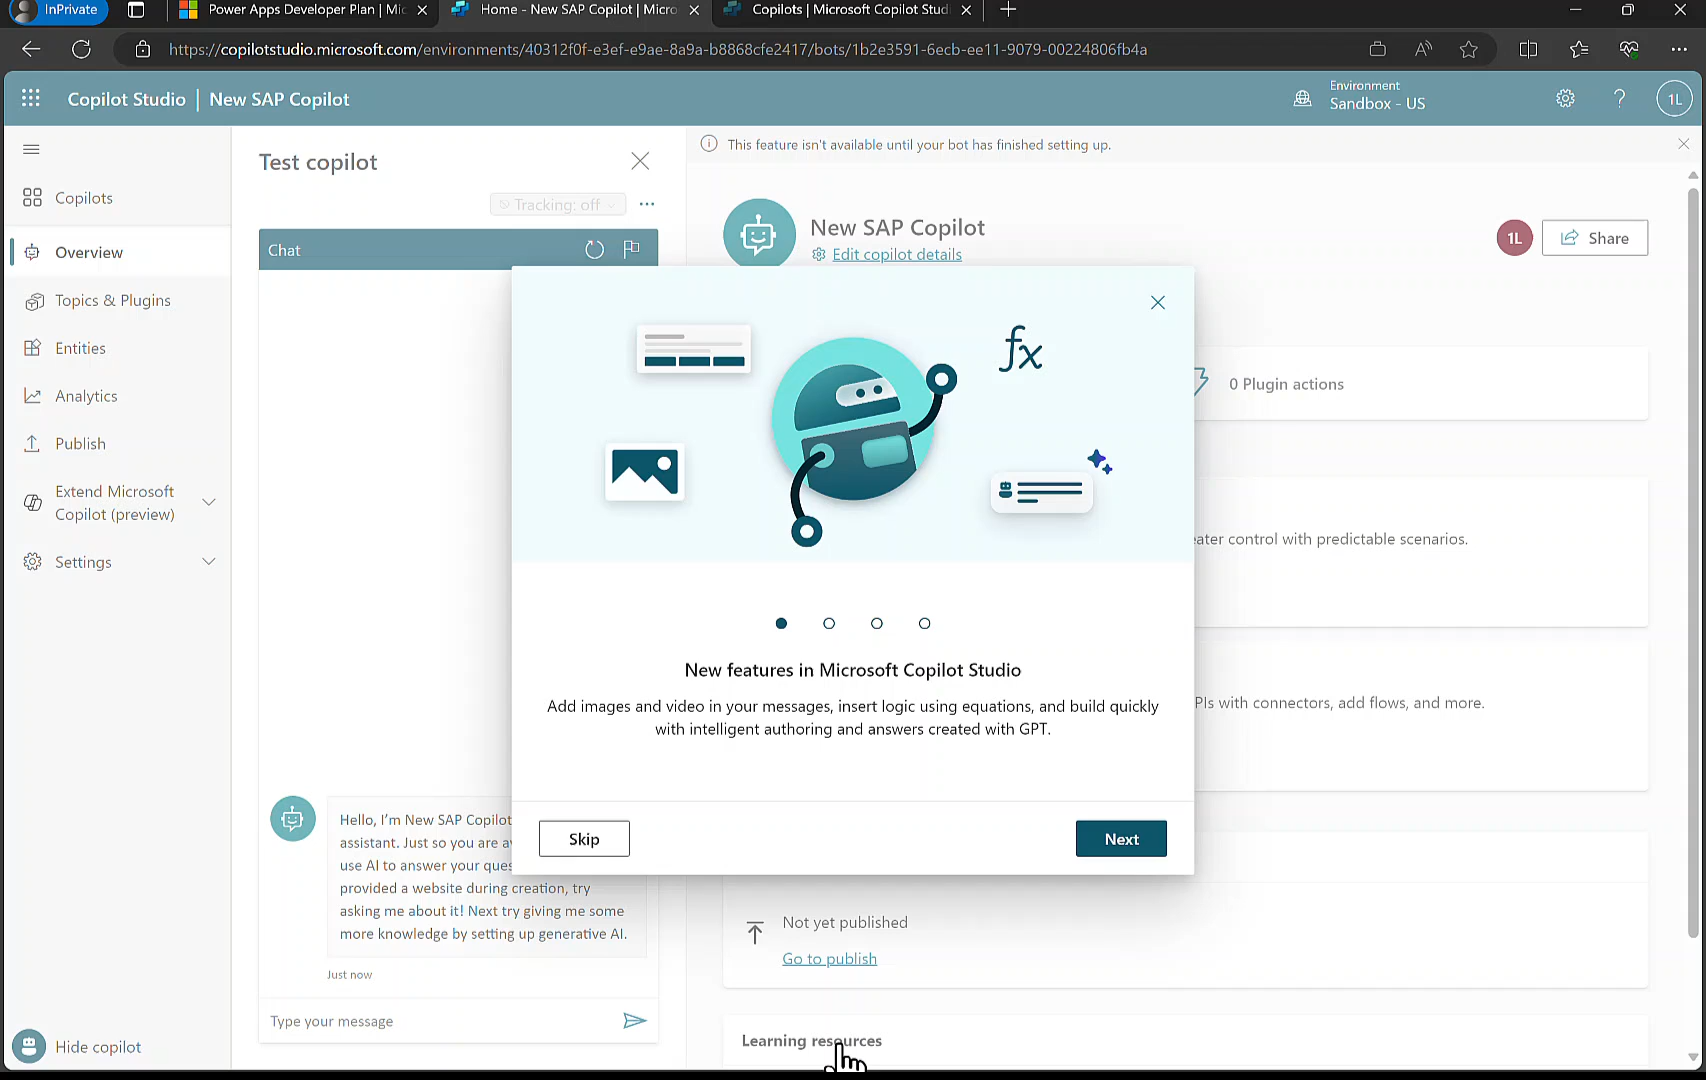 InPrivate
Power Apps Developer Plan | Mic
Home - New SAP Copilot | Micro
Copilots | Microsoft Copilot Stud
https://copilotstudio.microsoft.com/environments/40312f0f-e3ef-e9ae-8a9a-b8868cfe2417/bots/1b2e3591-6ecb-ee11-9079-00224806fb4a
Copilot Studio | New SAP Copilot
Environment
Sandbox - US
?
1L
Copilots
Overview
Topics & Plugins
Entities
Analytics
Publish
Extend Microsoft
Copilot (preview)
Settings
Hide copilot
Test copilot
Tracking: off
Chat
Hello, I'm New SAP Copilot
assistant. Just so you are a
use AI to answer your ques
provided a website during creation, try
asking me about it! Next try giving me some
more knowledge by setting up generative AI.
Just now
Type your message
This feature isn't available until your bot has finished setting up.
New SAP Copilot
Edit copilot details
1L
Share
0 Plugin actions
eater control with predictable scenarios.
PIs with connectors, add flows, and more.
fx
New features in Microsoft Copilot Studio
Add images and video in your messages, insert logic using equations, and build quickly
with intelligent authoring and answers created with GPT.
Skip
Next
Not yet published
Go to publish
Learning resources